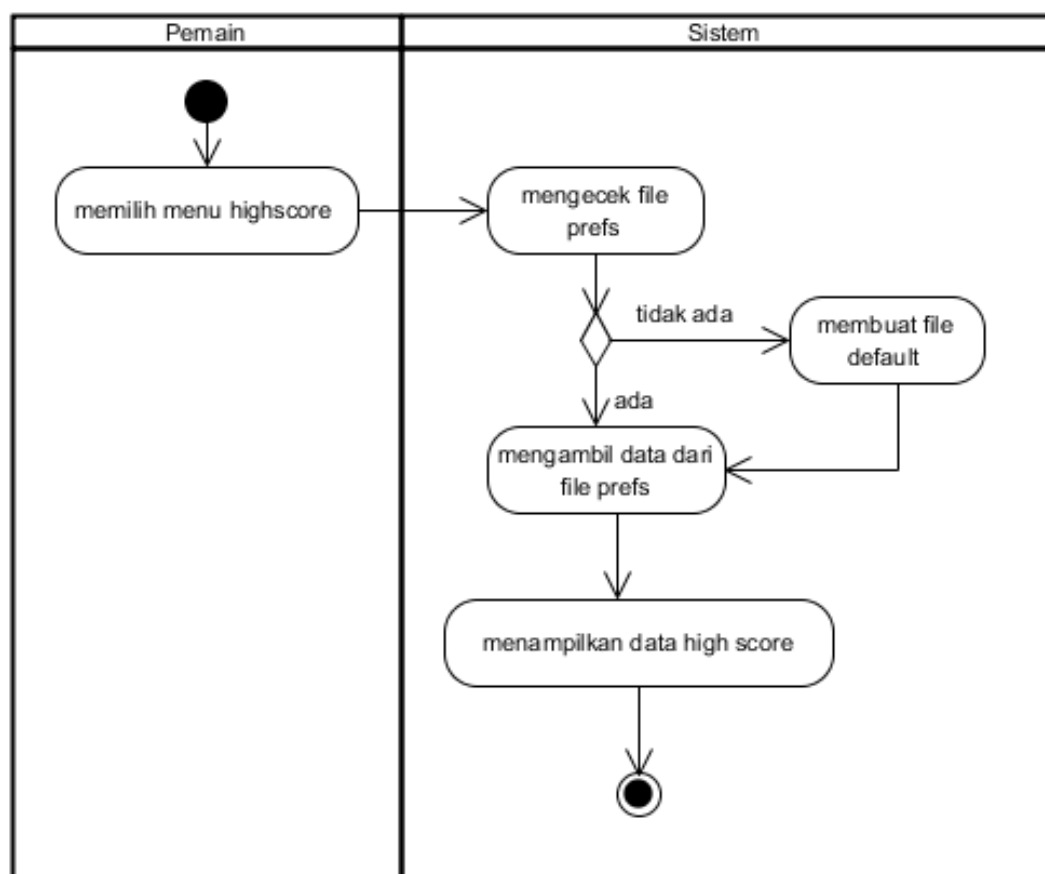 Pemain
Sistem
memilih menu highscore
mengecek file
prefs
tidak ada
membuat file
default
ada
mengambil data dari
file prefs
menampilkan data high score